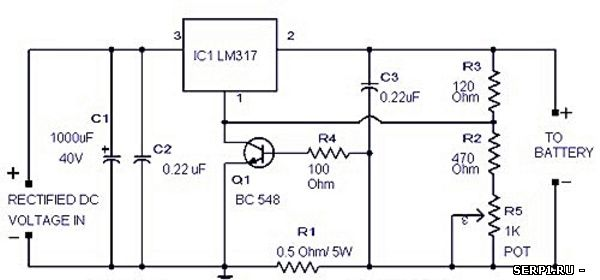 3
IC1 LM317
2
1
C1
1000uF
40V
+
C2
0.22 uF
C3
0.22uF
R3
120
Ohm
R4
100
Ohm
R2
470
Ohm
Q1
BC 548
R1
0.5 Ohm/ 5W
R5
1K
POT
3
+
RECTIFIED DC
VOLTAGE IN
-
+
TO
BATTERY
-
SERP1.RU -